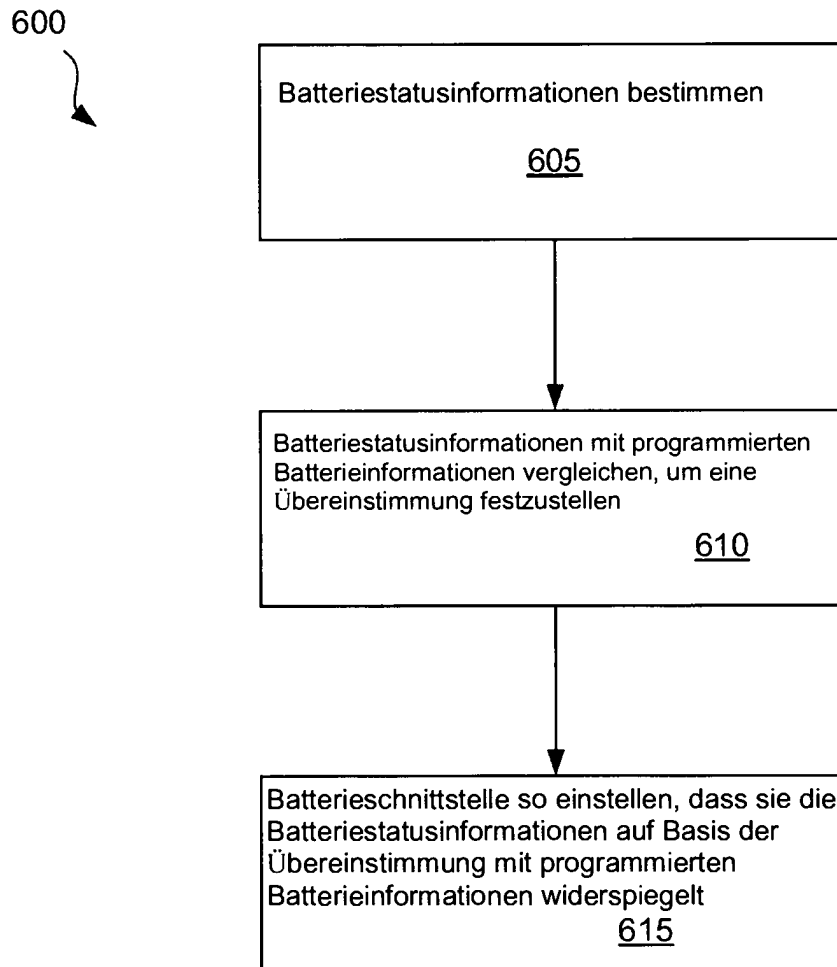 600
Batteriestatusinformationen bestimmen
605
Batteriestatusinformationen mit programmierten
Batterieinformationen vergleichen, um eine
Übereinstimmung festzustellen
610
Batterieschnittstelle so einstellen, dass sie die
Batteriestatusinformationen auf Basis der
Übereinstimmung mit programmierten
Batterieinformationen widerspiegelt
615